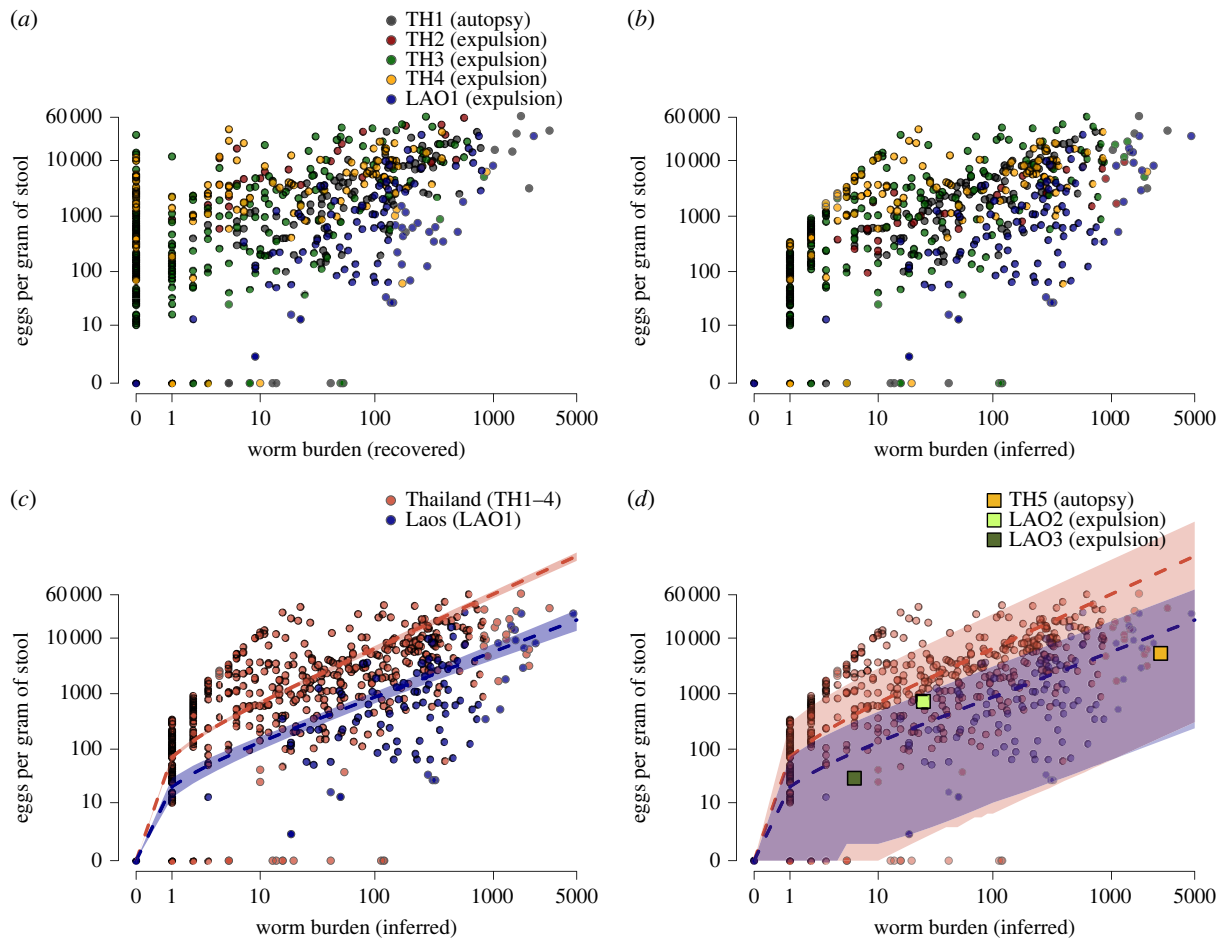 (a)
TH1 (autopsy)
TH2 (expulsion)
TH3 (expulsion)
TH4 (expulsion)
LAO1 (expulsion)
60 000
10 000
1000
100
10
0
eggs per gram of stool
0 1 10 100 1000 5000
worm burden (recovered)
(b)
60 000
10 000
1000
100
10
0
eggs per gram of stool
0 1 10 100 1000 5000
worm burden (inferred)
(c)
Thailand (TH1–4)
Laos (LAO1)
60 000
10 000
1000
100
10
0
eggs per gram of stool
0 1 10 100 1000 5000
worm burden (inferred)
(d)
TH5 (autopsy)
LAO2 (expulsion)
LAO3 (expulsion)
60 000
10 000
1000
100
10
0
eggs per gram of stool
0 1 10 100 1000 5000
worm burden (inferred)